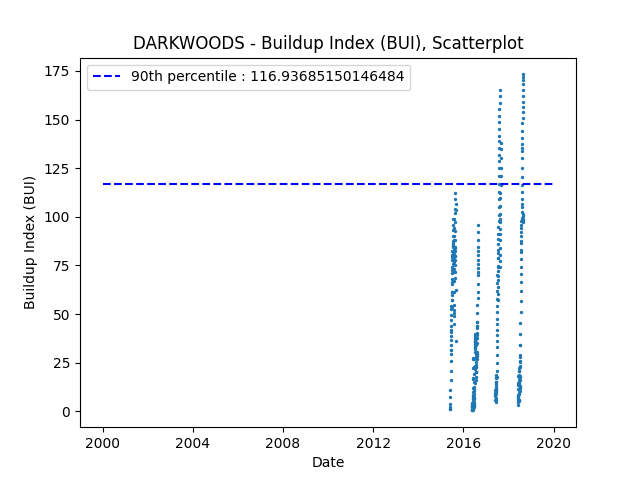 DARKWOODS - Buildup Index (BUI), Scatterplot
90th percentile : 116.93685150146484
175
150
125
100
75
50
25
0
Buildup Index (BUI)
2000 2004 2008 2012 2016 2020
Date